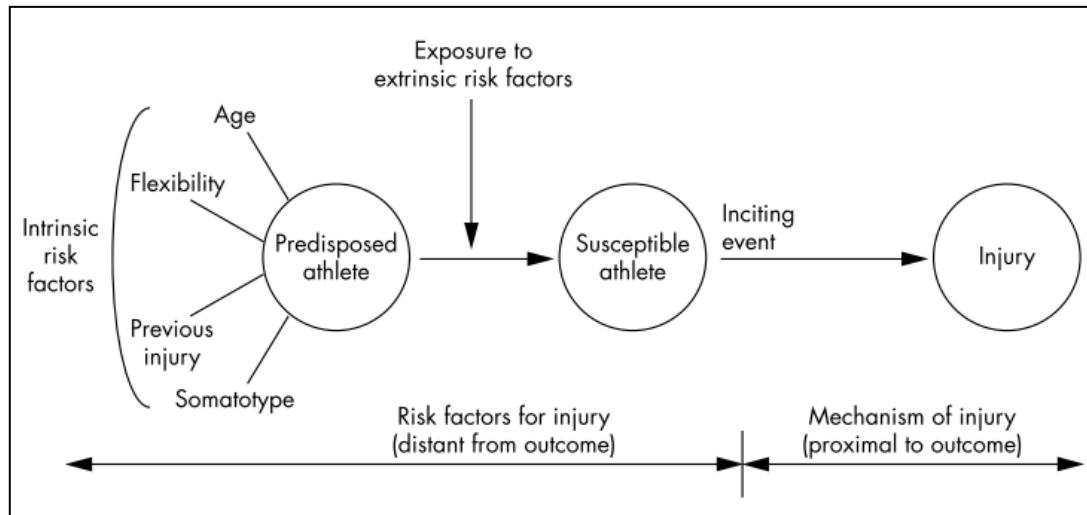 Exposure to
extrinsic risk factors
Age
Flexibility
Intrinsic
risk
factors
Previous
injury
Somatotype
Predisposed
athlete
Susceptible
athlete
Inciting
event
Injury
Risk factors for injury
(distant from outcome)
Mechanism of injury
(proximal to outcome)